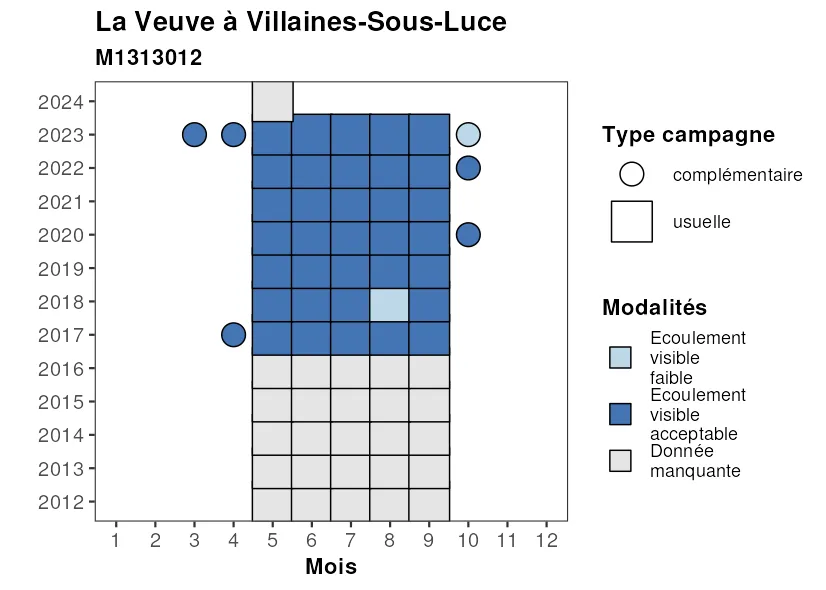 La Veuve à Villaines-Sous-Luce
M1313012
2024
2023
2022
2021
2020
2019
2018
2017
2016
2015
2014
2013
2012
1 2 3 4 5 6 7 8 9 10 11 12
Mois
Type campagne
complémentaire
usuelle
Modalités
Ecoulement
visible
faible
Ecoulement
visible
acceptable
Donnée
manquante